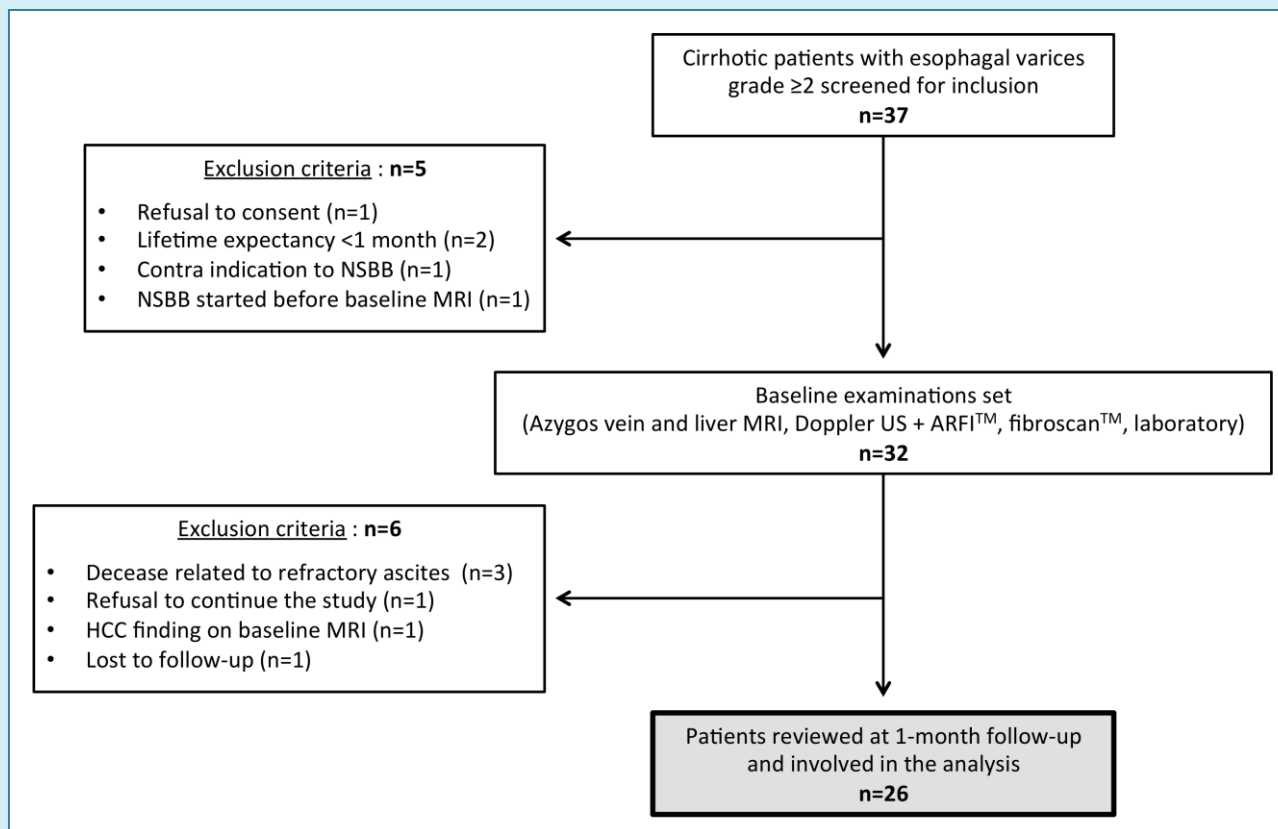 Cirrhotic patients with esophagal varices
grade ≥2 screened for inclusion
n=37
Exclusion criteria : n=5
• Refusal to consent (n=1)
• Lifetime expectancy <1 month (n=2)
• Contra indication to NSBB (n=1)
• NSBB started before baseline MRI (n=1)
Baseline examinations set
(Azygos vein and liver MRI, Doppler US + ARFI™, fibroscan™, laboratory)
n=32
Exclusion criteria : n=6
• Decease related to refractory ascites (n=3)
• Refusal to continue the study (n=1)
• HCC finding on baseline MRI (n=1)
• Lost to follow-up (n=1)
Patients reviewed at 1-month follow-up
and involved in the analysis
n=26